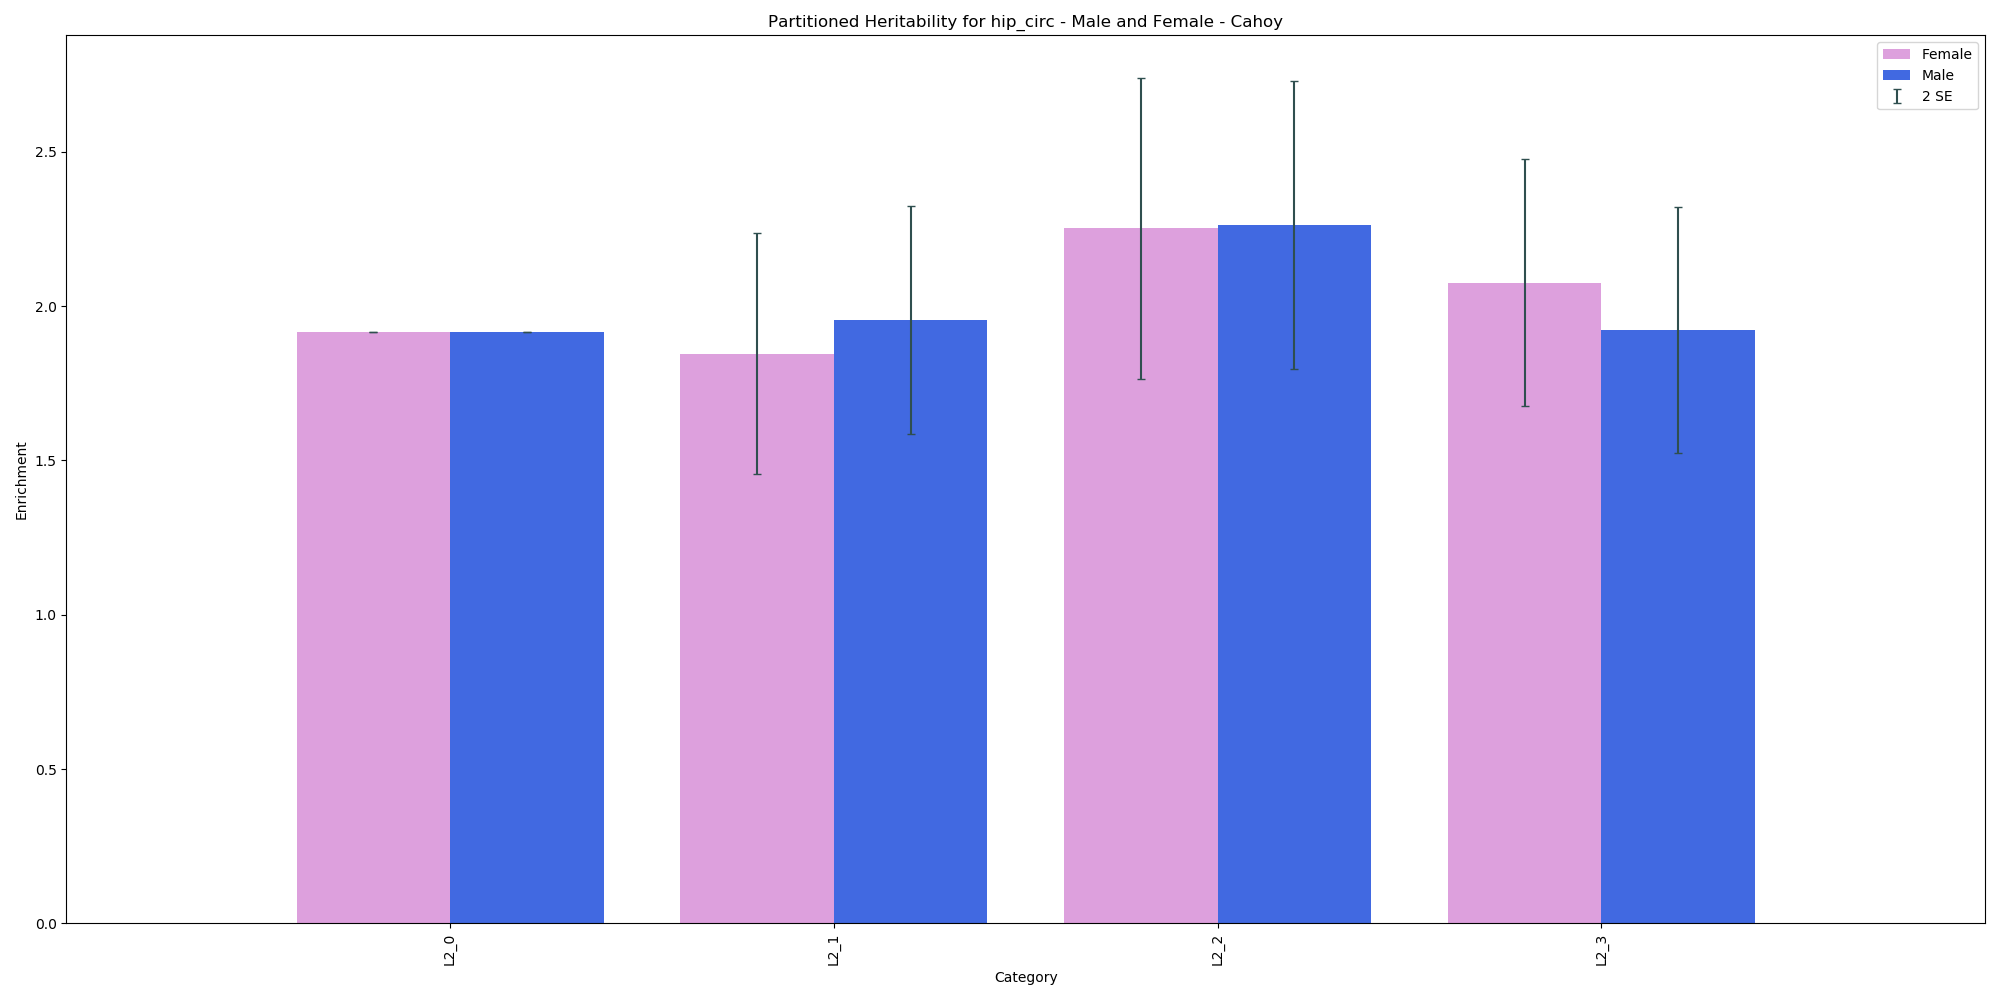 Partitioned Heritability for hip_circ - Male and Female - Cahoy
Female
Male
2 SE
Enrichment
2.5
2.0
1.5
1.0
0.5
0.0
L2_0
L2_1
L2_2
L2_3
Category